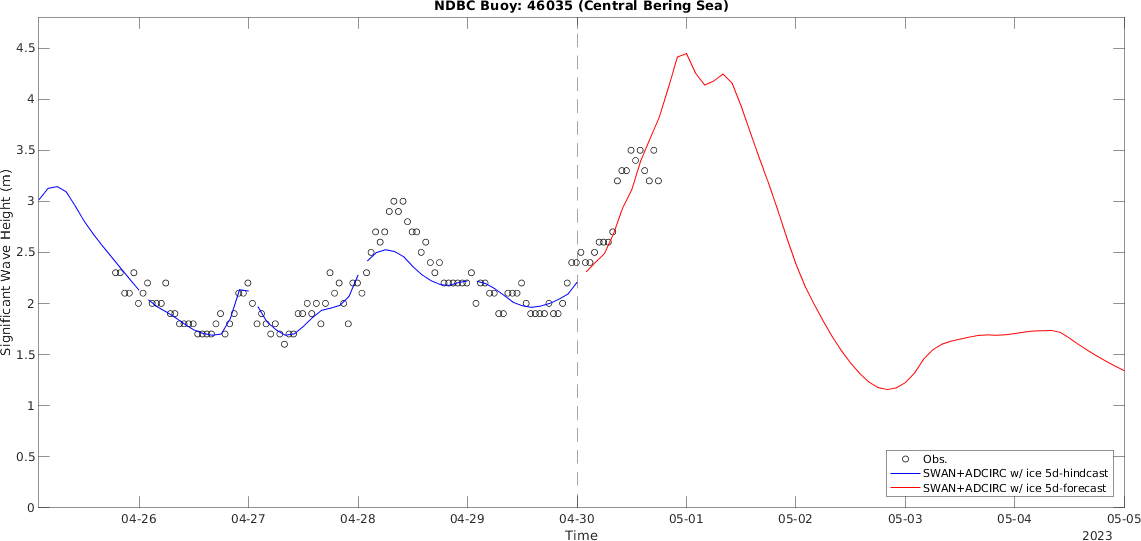 NDBC Buoy: 46035 (Central Bering Sea)
Significant Wave Height (m)
4.5
4
3.5
3
2.5
2
1.5
1
0.5
0
04-26 04-27 04-28 04-29 04-30 05-01 05-02 05-03 05-04 05-05
Time
2023
Obs.
SWAN+ADCIRC w/ ice 5d-hindcast
SWAN+ADCIRC w/ ice 5d-forecast